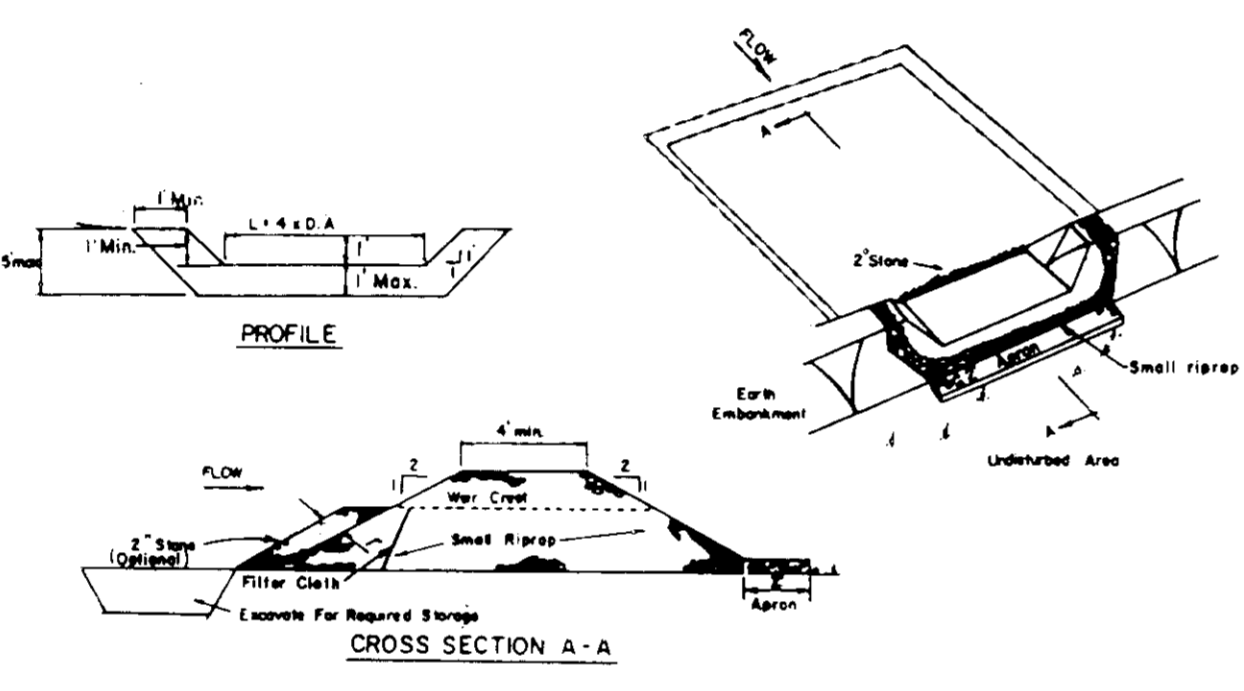 1' Min.
L = 4 x D.A
1' Min.
1'
5'max
1' Max.
1
1
PROFILE
FLOW
A
2" Stone
Apron
Small riprap
Earth
Embankment
A
Undisturbed Area
4' min.
FLOW
2
1
2
1
Weir Crest
2" Stone
(Optional)
1'
Small Riprap
Filter Cloth
Apron
Excavate For Required Storage
CROSS SECTION A-A